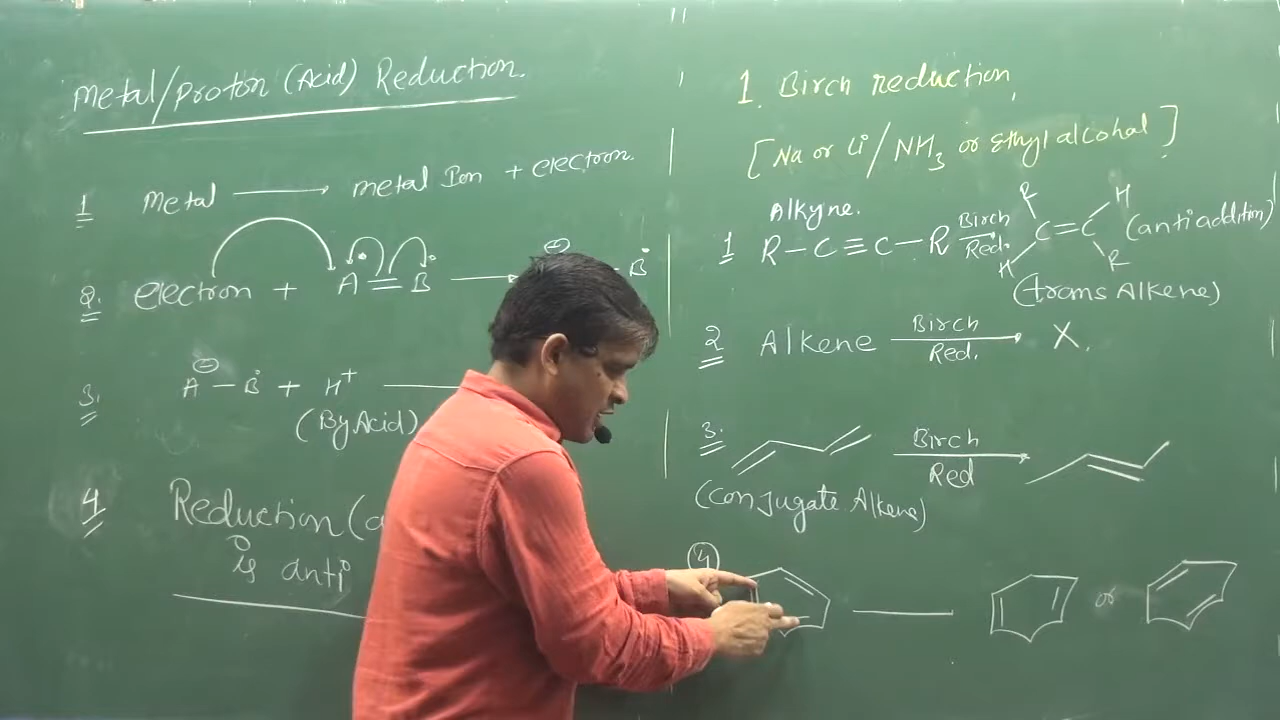 Metal/Proton (Acid) Reduction.
1 Metal → metal Ion + electron.
2. electron + A = B → ⊖ - B•
3. A⊖ - B• + H⁺
(By Acid)
4 Reduction (a
is anti
1. Birch reduction,
[Na or Li/NH₃ or Ethyl alcohal]
Alkyne.
1 R-C≡C-R Birch Red. R H C=C H R (anti addition)
(trans Alkene)
2 Alkene Birch Red. → X.
3. Birch Red →
(Conjugate Alkene)
4 or